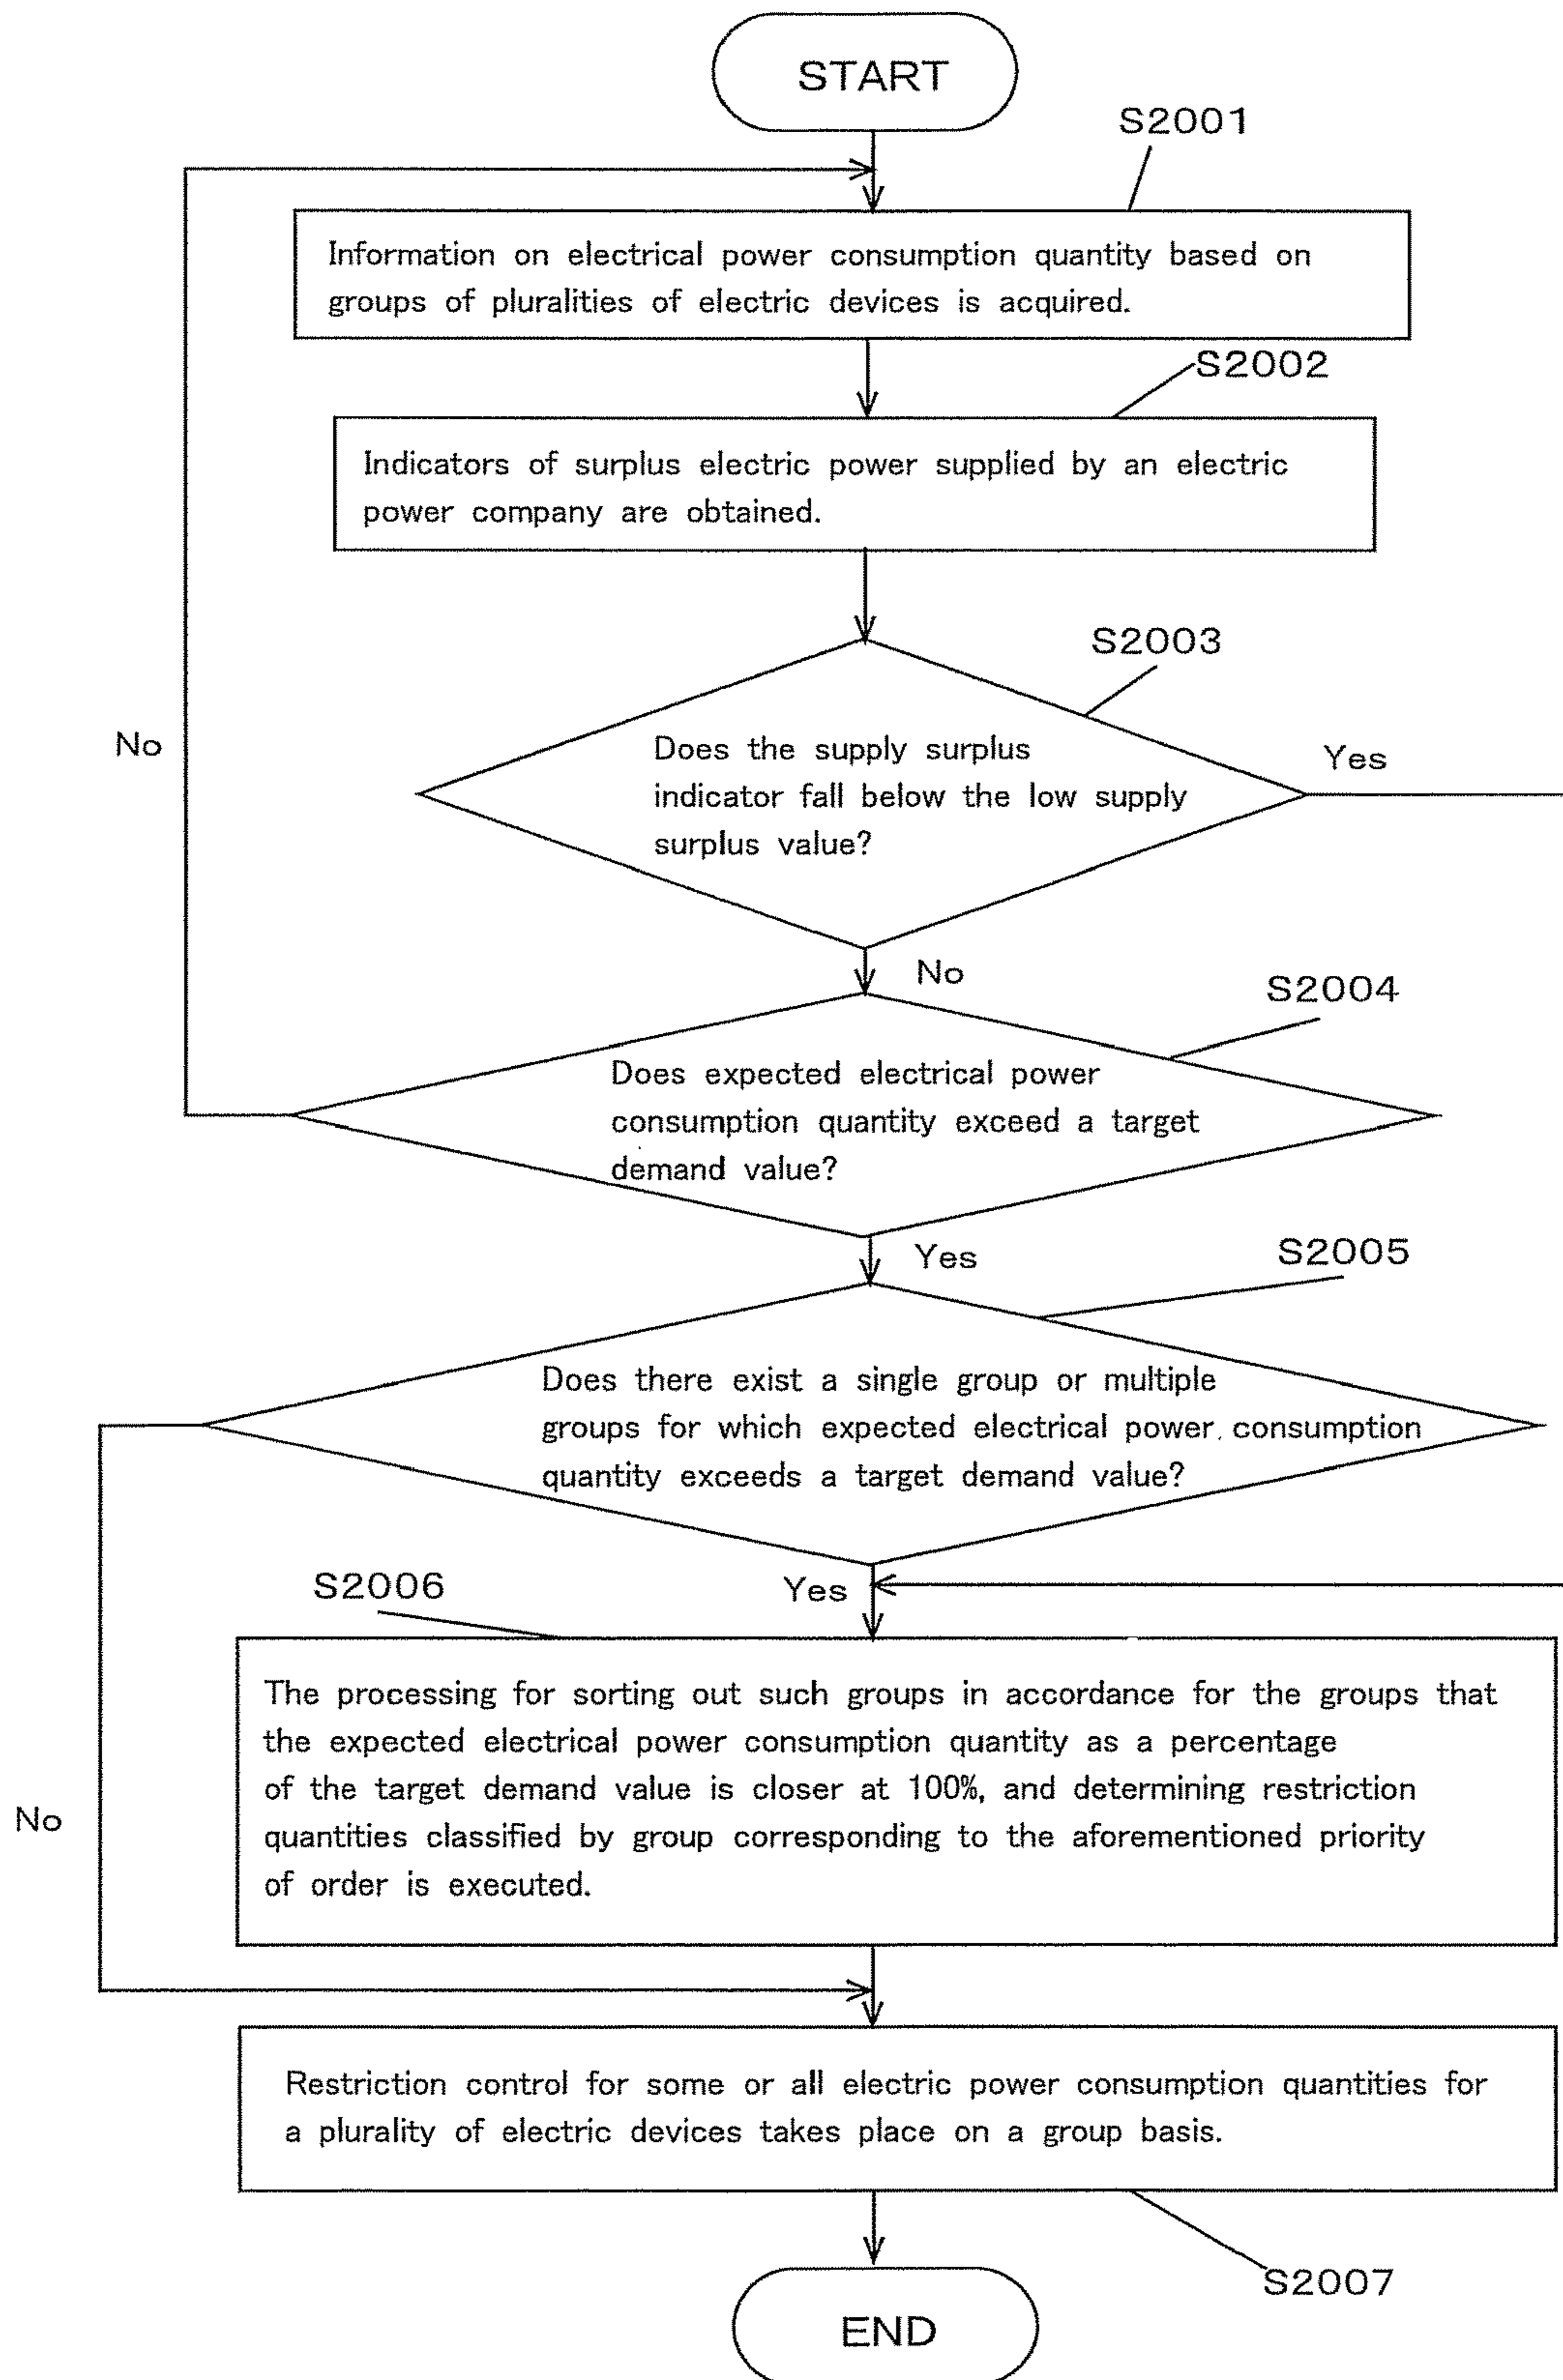 START
S2001
Information on electrical power consumption quantity based on
groups of pluralities of electric devices is acquired.
S2002
Indicators of surplus electric power supplied by an electric
power company are obtained.
S2003
Does the supply surplus
indicator fall below the low supply
surplus value?
Yes
No
No
S2004
Does expected electrical power
consumption quantity exceed a target
demand value?
Yes
S2005
Does there exist a single group or multiple
groups for which expected electrical power consumption
quantity exceeds a target demand value?
Yes
S2006
The processing for sorting out such groups in accordance for the groups that
the expected electrical power consumption quantity as a percentage
of the target demand value is closer at 100%, and determining restriction
quantities classified by group corresponding to the aforementioned priority
of order is executed.
No
Restriction control for some or all electric power consumption quantities for
a plurality of electric devices takes place on a group basis.
S2007
END